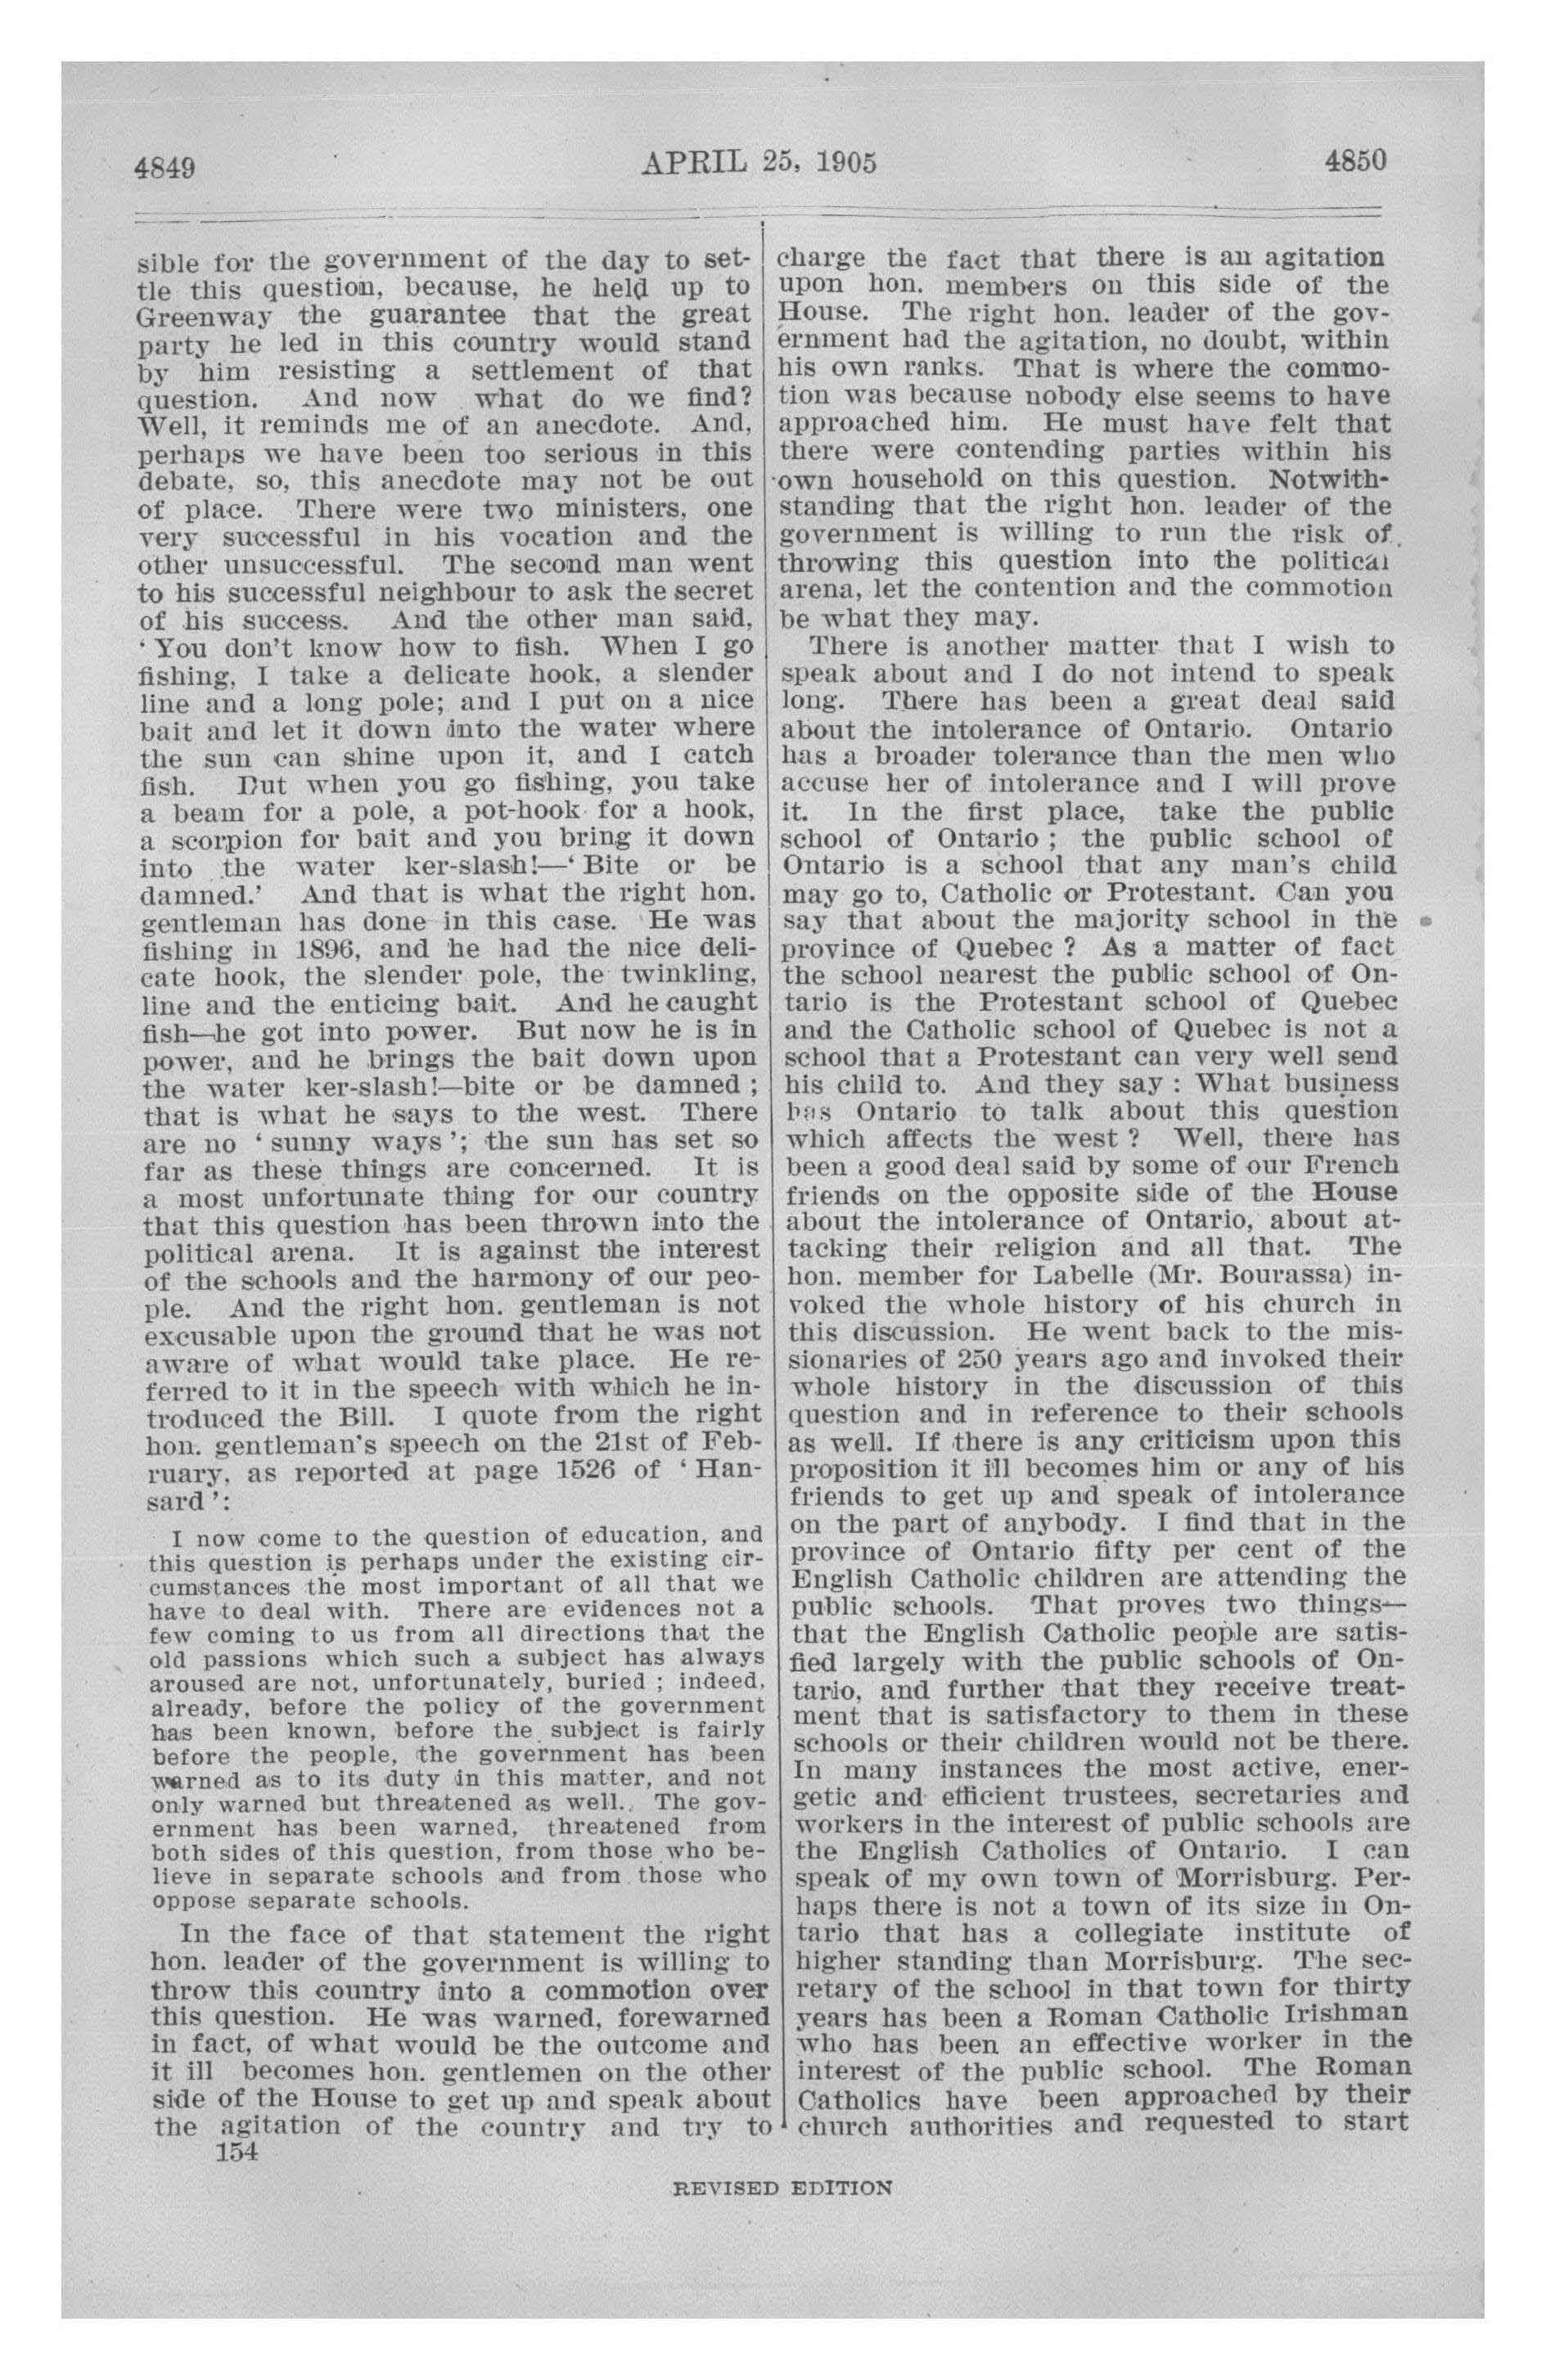 4849
APRIL 25, 1905
4850
sible for the government of the day to set-
tle this question, because, he held up to
Greenway the guarantee that the great
party he led in this country would stand
by him resisting a settlement of that
question. And now what do we find?
Well, it reminds me of an anecdote. And,
perhaps we have been too serious in this
debate, so, this anecdote may not be out
of place. There were two ministers, one
very successful in his vocation and the
other unsuccessful. The second man went
to his successful neighbour to ask the secret
of his success. And the other man said,
‘ You don't know how to fish. When I go
fishing, I take a delicate hook, a slender
line and a long pole; and I put on a nice
bait and let it down into the water where
the sun can shine upon it, and I catch
fish. But when you go fishing, you take
a beam for a pole, a pot-hook for a hook,
a scorpion for bait and you bring it down
into the water ker-slash!—‘ Bite or be
damned.’ And that is what the right hon.
gentleman has done in this case. He was
fishing in 1896, and he had the nice deli-
cate hook, the slender pole, the twinkling,
line and the enticing bait. And he caught
fish—he got into power. But now he is in
power, and he brings the bait down upon
the water ker-slash!—bite or be damned ;
that is what he says to the west. There
are no ‘ sunny ways ’; the sun has set so
far as these things are concerned. It is
a most unfortunate thing for our country
that this question has been thrown into the
political arena. It is against the interest
of the schools and the harmony of our peo-
ple. And the right hon. gentleman is not
excusable upon the ground that he was not
aware of what would take place. He re-
ferred to it in the speech with which he in-
troduced the Bill. I quote from the right
hon. gentleman's speech on the 21st of Feb-
ruary, as reported at page 1526 of ‘ Han-
sard ’:
I now come to the question of education, and
this question is perhaps under the existing cir-
cumstances the most important of all that we
have to deal with. There are evidences not a
few coming to us from all directions that the
old passions which such a subject has always
aroused are not, unfortunately, buried ; indeed,
already, before the policy of the government
has been known, before the subject is fairly
before the people, the government has been
warned as to its duty in this matter, and not
only warned but threatened as well. The gov-
ernment has been warned, threatened from
both sides of this question, from those who be-
lieve in separate schools and from those who
oppose separate schools.
In the face of that statement the right
hon. leader of the government is willing to
throw this country into a commotion over
this question. He was warned, forewarned
in fact, of what would be the outcome and
it ill becomes hon. gentlemen on the other
side of the House to get up and speak about
the agitation of the country and try to
154
charge the fact that there is an agitation
upon hon. members on this side of the
House. The right hon. leader of the gov-
ernment had the agitation, no doubt, within
his own ranks. That is where the commo-
tion was because nobody else seems to have
approached him. He must have felt that
there were contending parties within his
own household on this question. Notwith-
standing that the right hon. leader of the
government is willing to run the risk of
throwing this question into the political
arena, let the contention and the commotion
be what they may.
There is another matter that I wish to
speak about and I do not intend to speak
long. There has been a great deal said
about the intolerance of Ontario. Ontario
has a broader tolerance than the men who
accuse her of intolerance and I will prove
it. In the first place, take the public
school of Ontario ; the public school of
Ontario is a school that any man's child
may go to, Catholic or Protestant. Can you
say that about the majority school in the
province of Quebec ? As a matter of fact
the school nearest the public school of On-
tario is the Protestant school of Quebec
and the Catholic school of Quebec is not a
school that a Protestant can very well send
his child to. And they say : What business
has Ontario to talk about this question
which affects the west ? Well, there has
been a good deal said by some of our French
friends on the opposite side of the House
about the intolerance of Ontario, about at-
tacking their religion and all that. The
hon. member for Labelle (Mr. Bourassa) in-
voked the whole history of his church in
this discussion. He went back to the mis-
sionaries of 250 years ago and invoked their
whole history in the discussion of this
question and in reference to their schools
as well. If there is any criticism upon this
proposition it ill becomes him or any of his
friends to get up and speak of intolerance
on the part of anybody. I find that in the
province of Ontario fifty per cent of the
English Catholic children are attending the
public schools. That proves two things—
that the English Catholic people are satis-
fied largely with the public schools of On-
tario, and further that they receive treat-
ment that is satisfactory to them in these
schools or their children would not be there.
In many instances the most active, ener-
getic and efficient trustees, secretaries and
workers in the interest of public schools are
the English Catholics of Ontario. I can
speak of my own town of Morrisburg. Per-
haps there is not a town of its size in On-
tario that has a collegiate institute of
higher standing than Morrisburg. The sec-
retary of the school in that town for thirty
years has been a Roman Catholic Irishman
who has been an effective worker in the
interest of the public school. The Roman
Catholics have been approached by their
church authorities and requested to start
REVISED EDITION